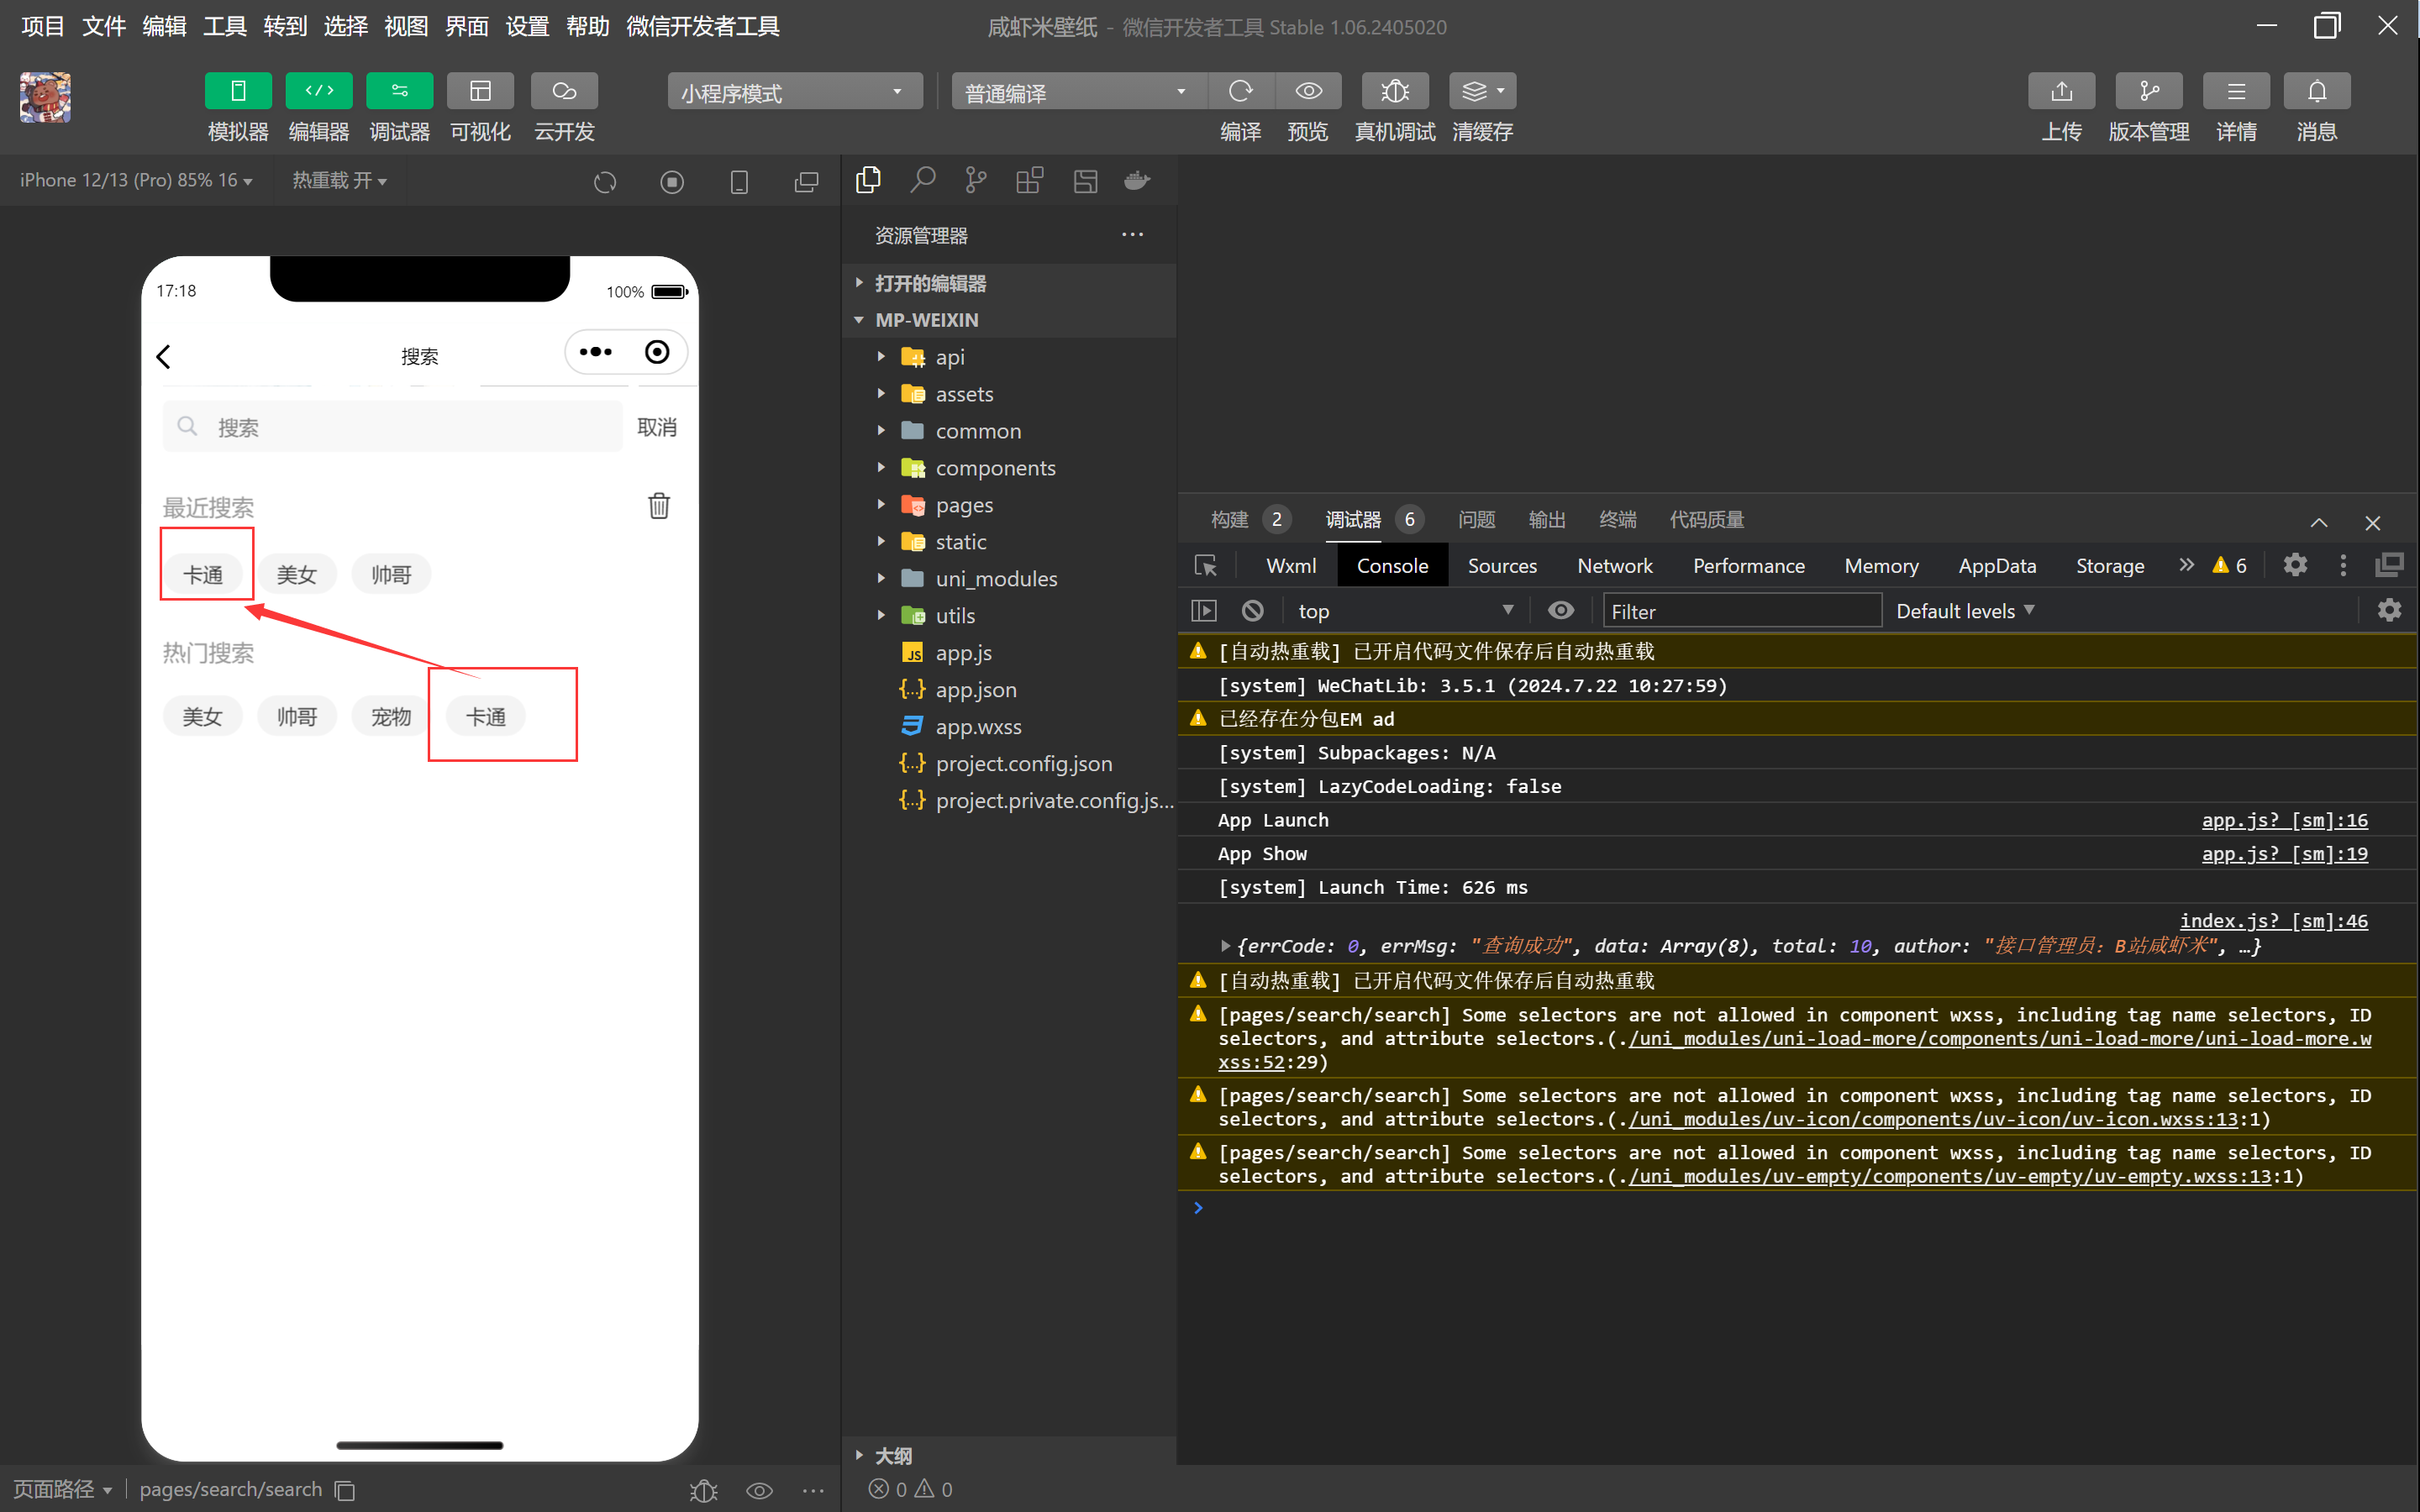 项目 文件 编辑 工具 转到 选择 视图 界面 设置 帮助 微信开发者工具
咸虾米壁纸 - 微信开发者工具 Stable 1.06.2405020
模拟器 编辑器 调试器 可视化 云开发
小程序模式
普通编译
编译 预览 真机调试 清缓存
上传 版本管理 详情 消息
iPhone 12/13 (Pro) 85% 16
热重载 开
17:18
100%
搜索
搜索
取消
最近搜索
卡通 美女 帅哥
热门搜索
美女 帅哥 宠物 卡通
页面路径
pages/search/search
资源管理器
打开的编辑器
MP-WEIXIN
api
assets
common
components
pages
static
uni_modules
utils
JS app.js
{..} app.json
app.wxss
{..} project.config.json
{..} project.private.config.js...
大纲
0 0
构建 2 调试器 6 问题 输出 终端 代码质量
Wxml Console Sources Network Performance Memory AppData Storage 6
top
Filter
Default levels
[自动热重载] 已开启代码文件保存后自动热重载
[system] WeChatLib: 3.5.1 (2024.7.22 10:27:59)
已经存在分包EM ad
[system] Subpackages: N/A
[system] LazyCodeLoading: false
App Launch app.js? [sm]:16
App Show app.js? [sm]:19
[system] Launch Time: 626 ms
index.js? [sm]:46
{errCode: 0, errMsg: "查询成功", data: Array(8), total: 10, author: "接口管理员：B站咸虾米", …}
[自动热重载] 已开启代码文件保存后自动热重载
[pages/search/search] Some selectors are not allowed in component wxss, including tag name selectors, ID
selectors, and attribute selectors.(./uni_modules/uni-load-more/components/uni-load-more/uni-load-more.w
xss:52:29)
[pages/search/search] Some selectors are not allowed in component wxss, including tag name selectors, ID
selectors, and attribute selectors.(./uni_modules/uv-icon/components/uv-icon/uv-icon.wxss:13:1)
[pages/search/search] Some selectors are not allowed in component wxss, including tag name selectors, ID
selectors, and attribute selectors.(./uni_modules/uv-empty/components/uv-empty/uv-empty.wxss:13:1)